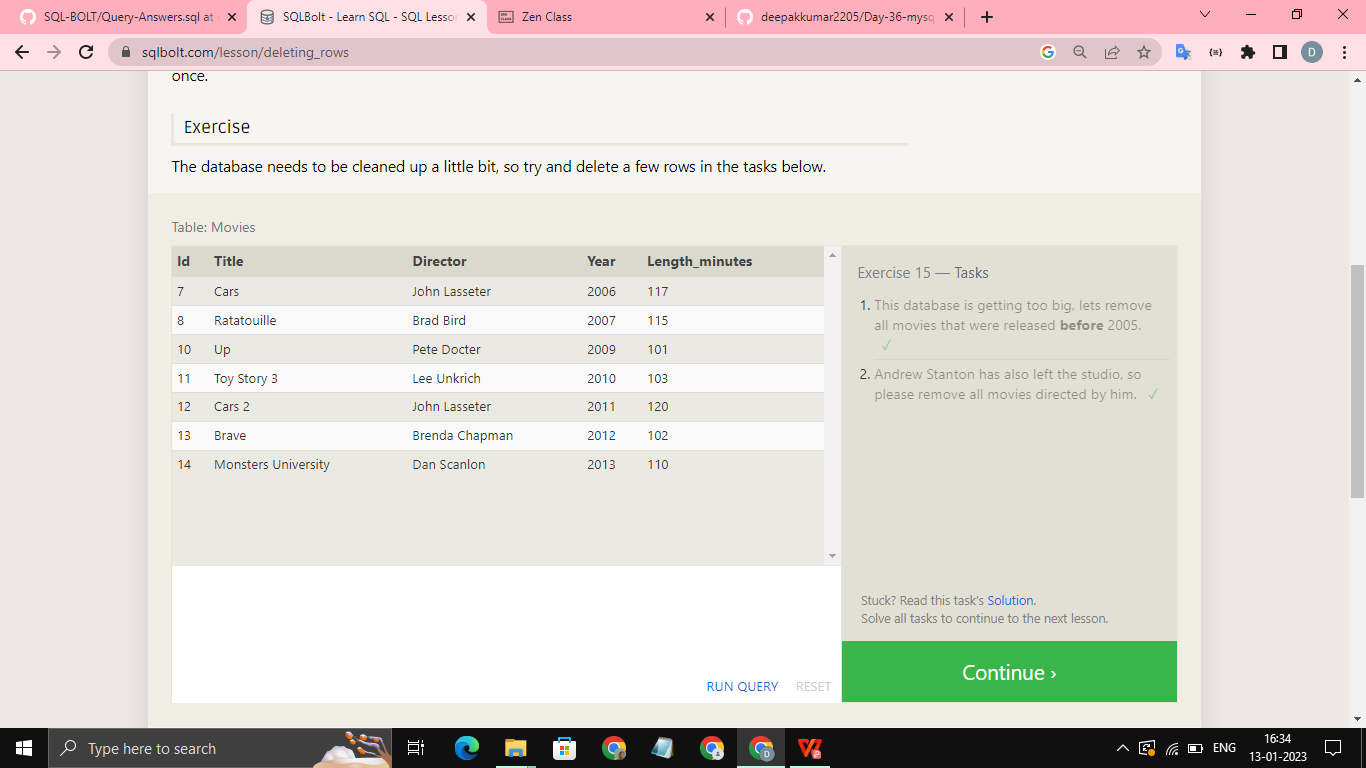 SQL-BOLT/Query-Answers.sql at
SQLBolt - Learn SQL - SQL Lesson
Zen Class
deepakkumar2205/Day-36-mysq
sqlbolt.com/lesson/deleting_rows
D
once.
Exercise
The database needs to be cleaned up a little bit, so try and delete a few rows in the tasks below.
Table: Movies
Id Title Director Year Length_minutes
7 Cars John Lasseter 2006 117
8 Ratatouille Brad Bird 2007 115
10 Up Pete Docter 2009 101
11 Toy Story 3 Lee Unkrich 2010 103
12 Cars 2 John Lasseter 2011 120
13 Brave Brenda Chapman 2012 102
14 Monsters University Dan Scanlon 2013 110
RUN QUERY RESET
Exercise 15 — Tasks
1. This database is getting too big, lets remove
all movies that were released before 2005.
✓
2. Andrew Stanton has also left the studio, so
please remove all movies directed by him. ✓
Stuck? Read this task's Solution.
Solve all tasks to continue to the next lesson.
Continue ›
Type here to search
ENG
16:34
13-01-2023